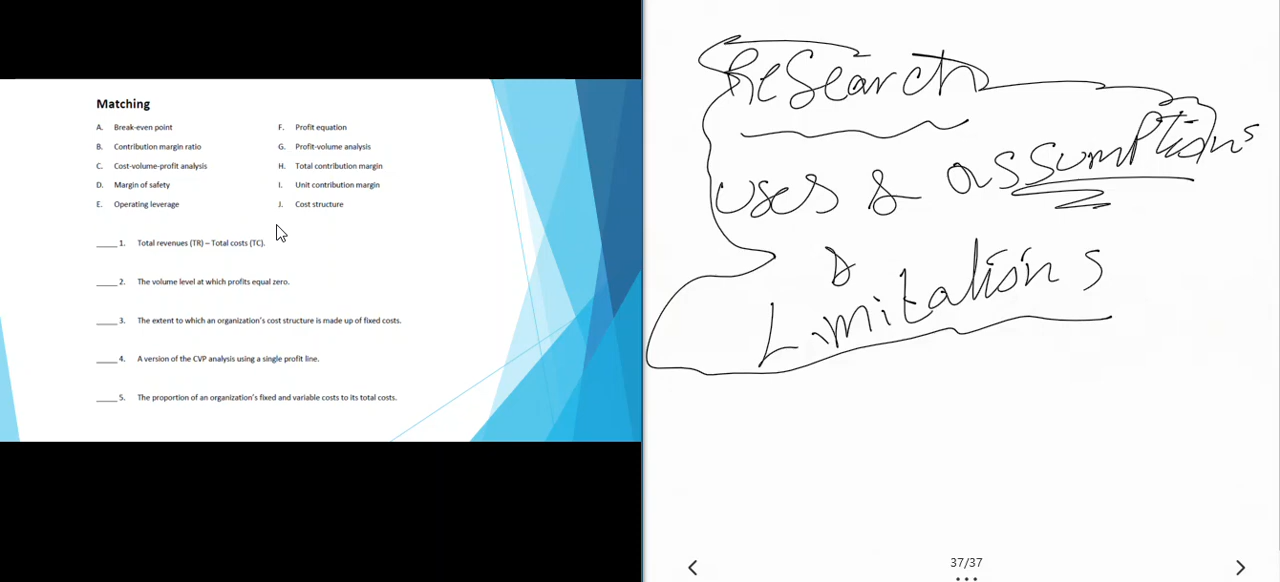 Matching
A. Break-even point
B. Contribution margin ratio
C. Cost-volume-profit analysis
D. Margin of safety
E. Operating leverage
F. Profit equation
G. Profit-volume analysis
H. Total contribution margin
I. Unit contribution margin
J. Cost structure
_____ 1. Total revenues (TR) – Total costs (TC).
_____ 2. The volume level at which profits equal zero.
_____ 3. The extent to which an organization's cost structure is made up of fixed costs.
_____ 4. A version of the CVP analysis using a single profit line.
_____ 5. The proportion of an organization's fixed and variable costs to its total costs.
Research
uses & assumptions
&
Limitations
37/37